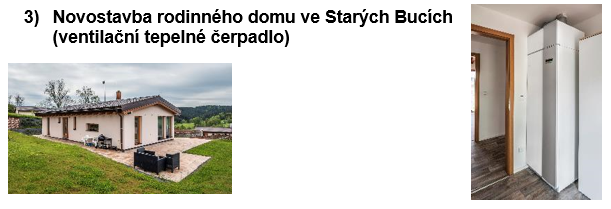 3) Novostavba rodinného domu ve Starých Bucích
(ventilační tepelné čerpadlo)